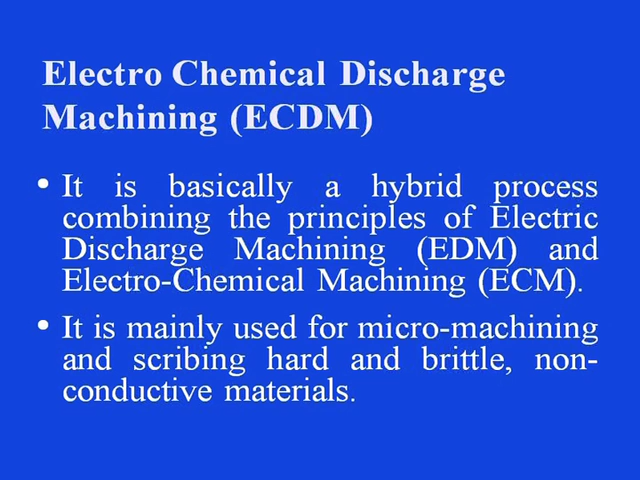 Electro Chemical Discharge
Machining (ECDM)
• It is basically a hybrid process
combining the principles of Electric
Discharge Machining (EDM) and
Electro-Chemical Machining (ECM).
• It is mainly used for micro-machining
and scribing hard and brittle, non-
conductive materials.